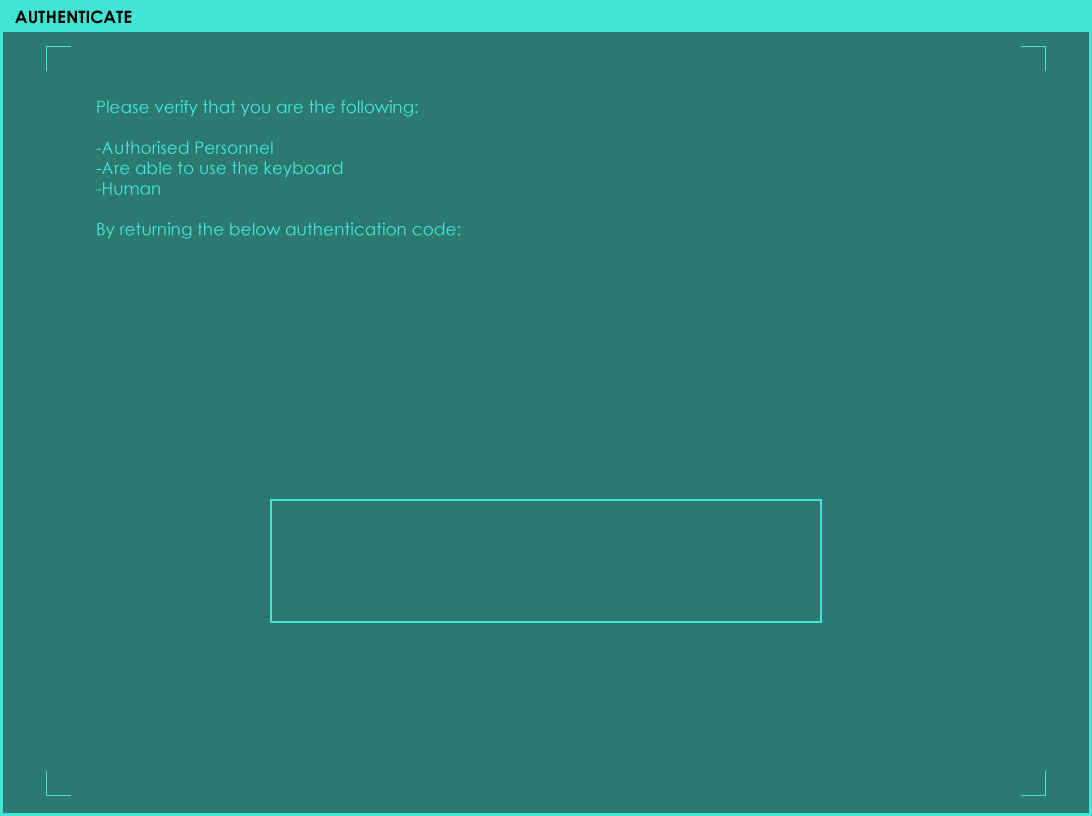 AUTHENTICATE
Please verify that you are the following:
-Authorised Personnel
-Are able to use the keyboard
-Human
By returning the below authentication code: